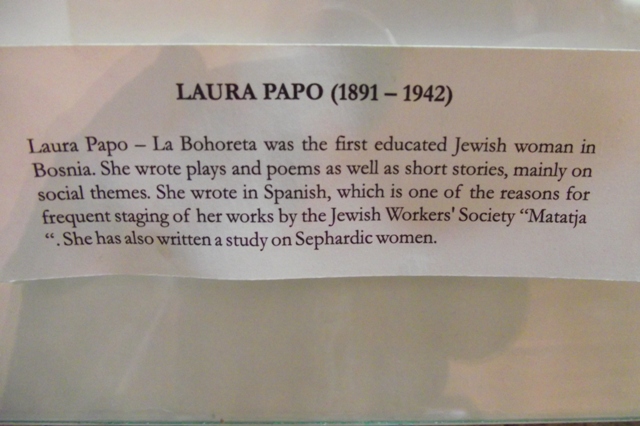 LAURA PAPO (1891 – 1942)
Laura Papo – La Bohoreta was the first educated Jewish woman in
Bosnia. She wrote plays and poems as well as short stories, mainly on
social themes. She wrote in Spanish, which is one of the reasons for
frequent staging of her works by the Jewish Workers' Society “Matatja
“. She has also written a study on Sephardic women.